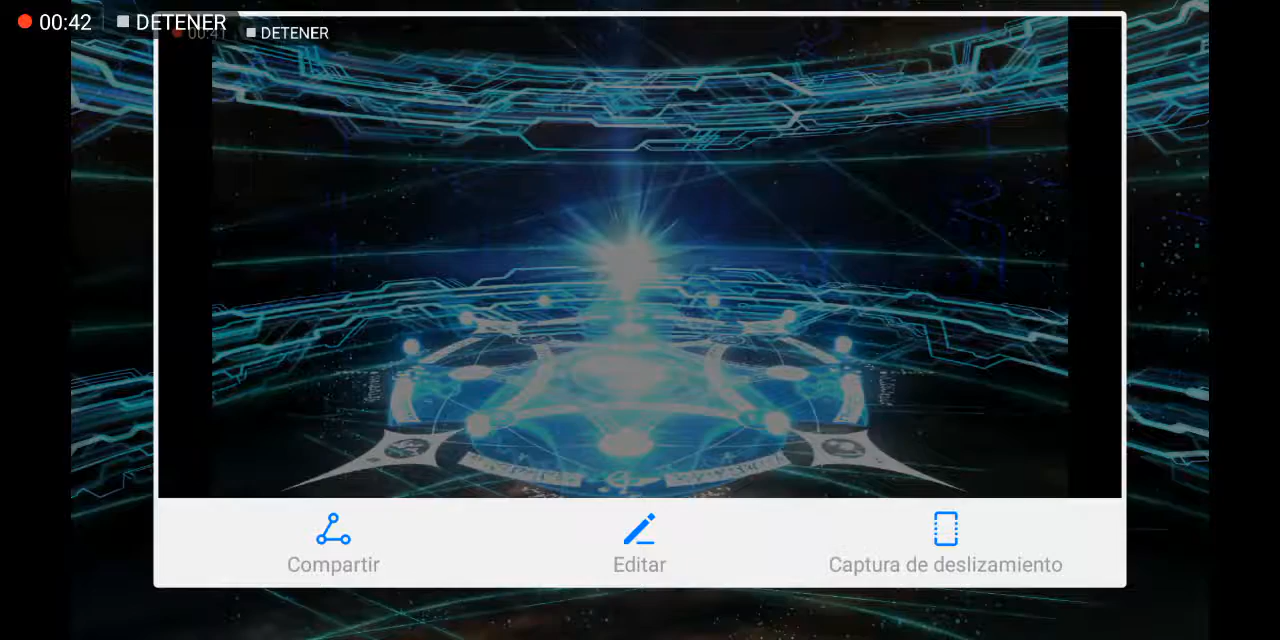 00:42 DETENER
00:41 DETENER
Compartir
Editar
Captura de deslizamiento